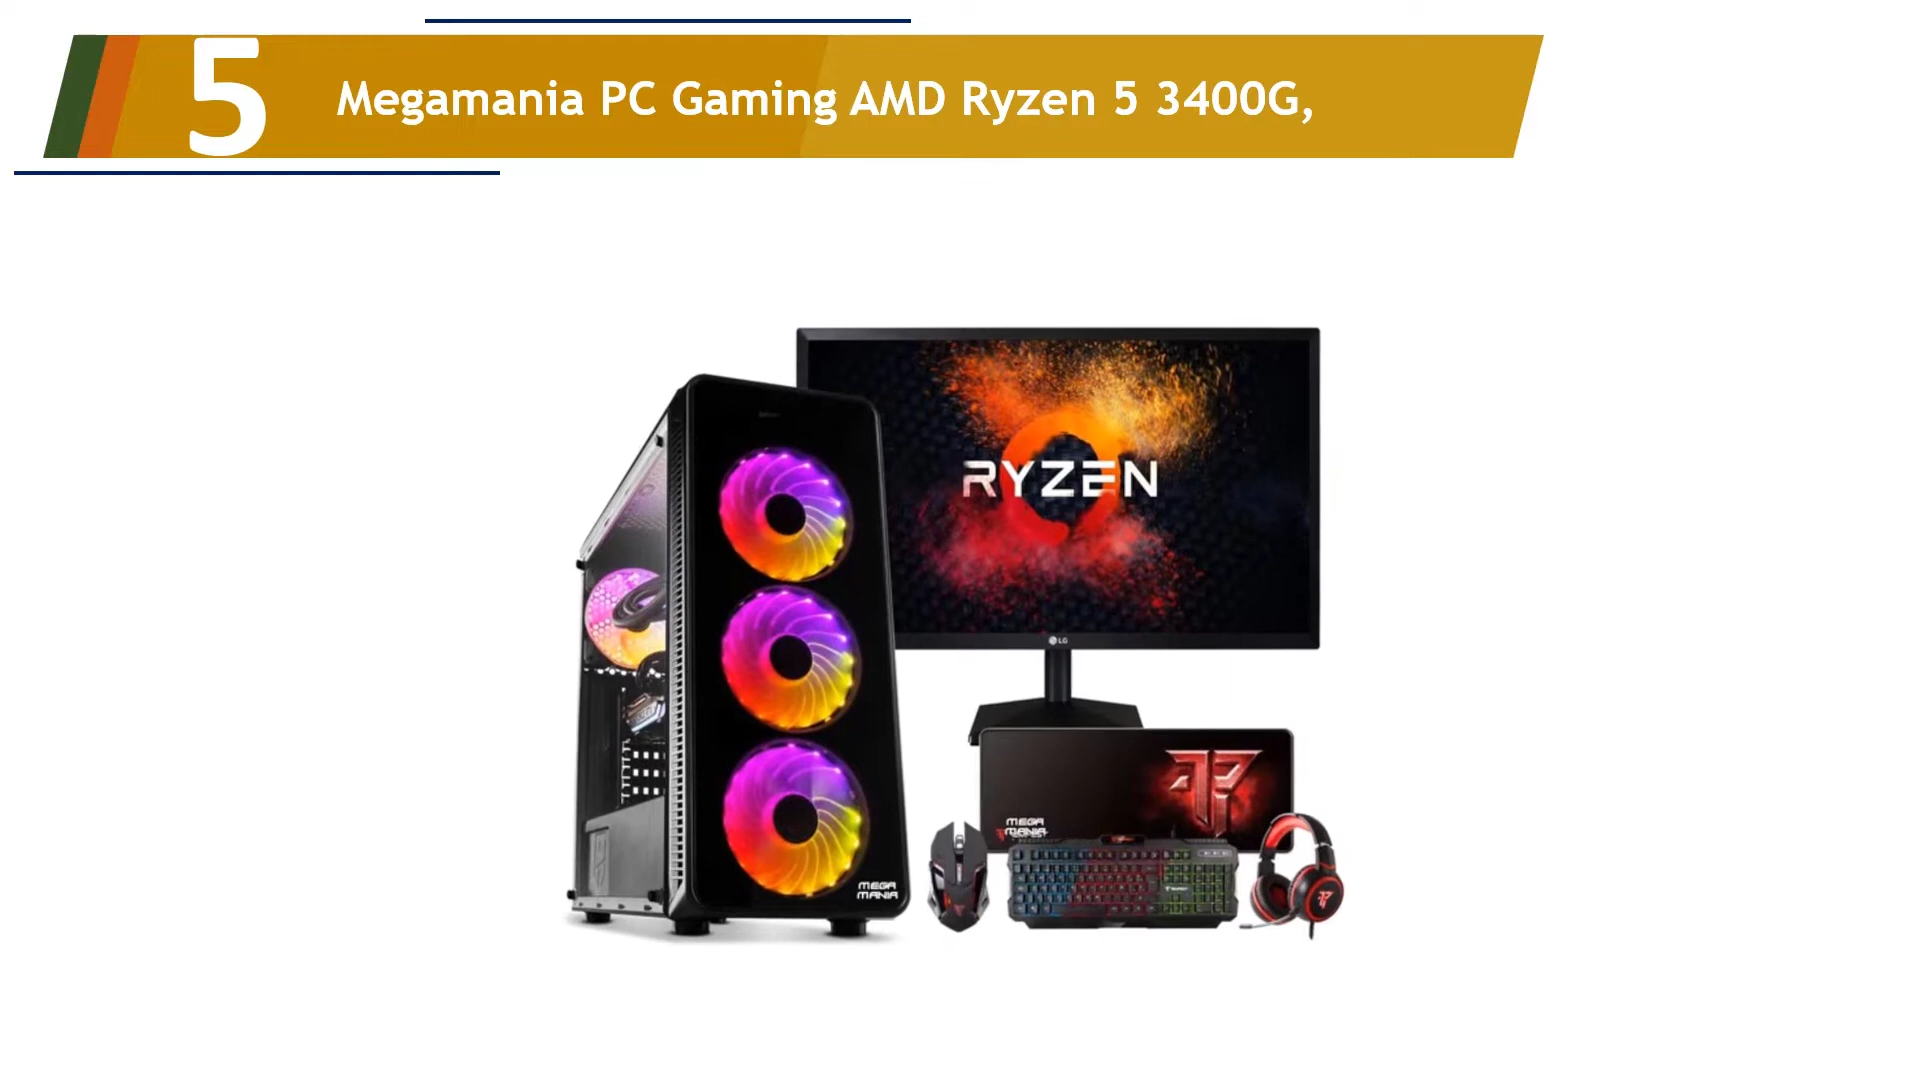 5
Megamania PC Gaming AMD Ryzen 5 3400G,
RYZEN
LG
MEGA
MANIA
MEGA
MANIA